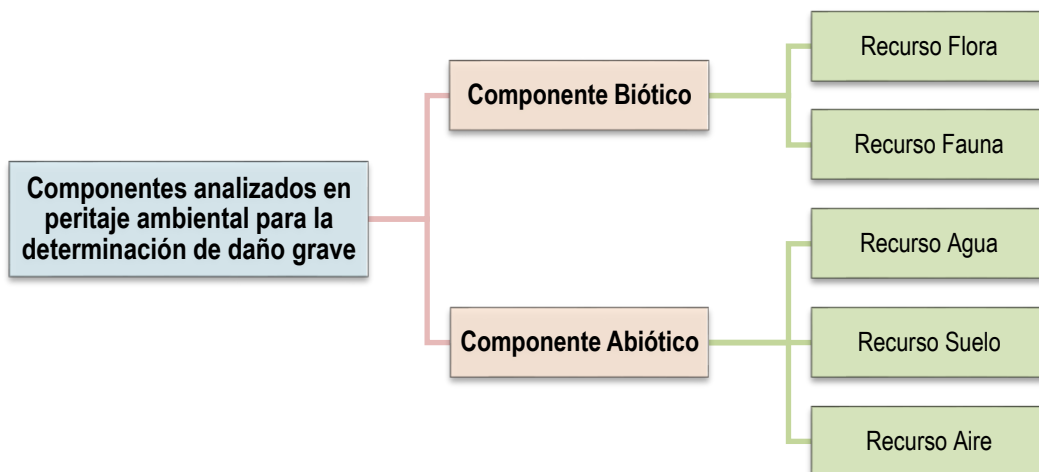 Componentes analizados en
peritaje ambiental para la
determinación de daño grave
Componente Biótico
Recurso Flora
Recurso Fauna
Componente Abiótico
Recurso Agua
Recurso Suelo
Recurso Aire